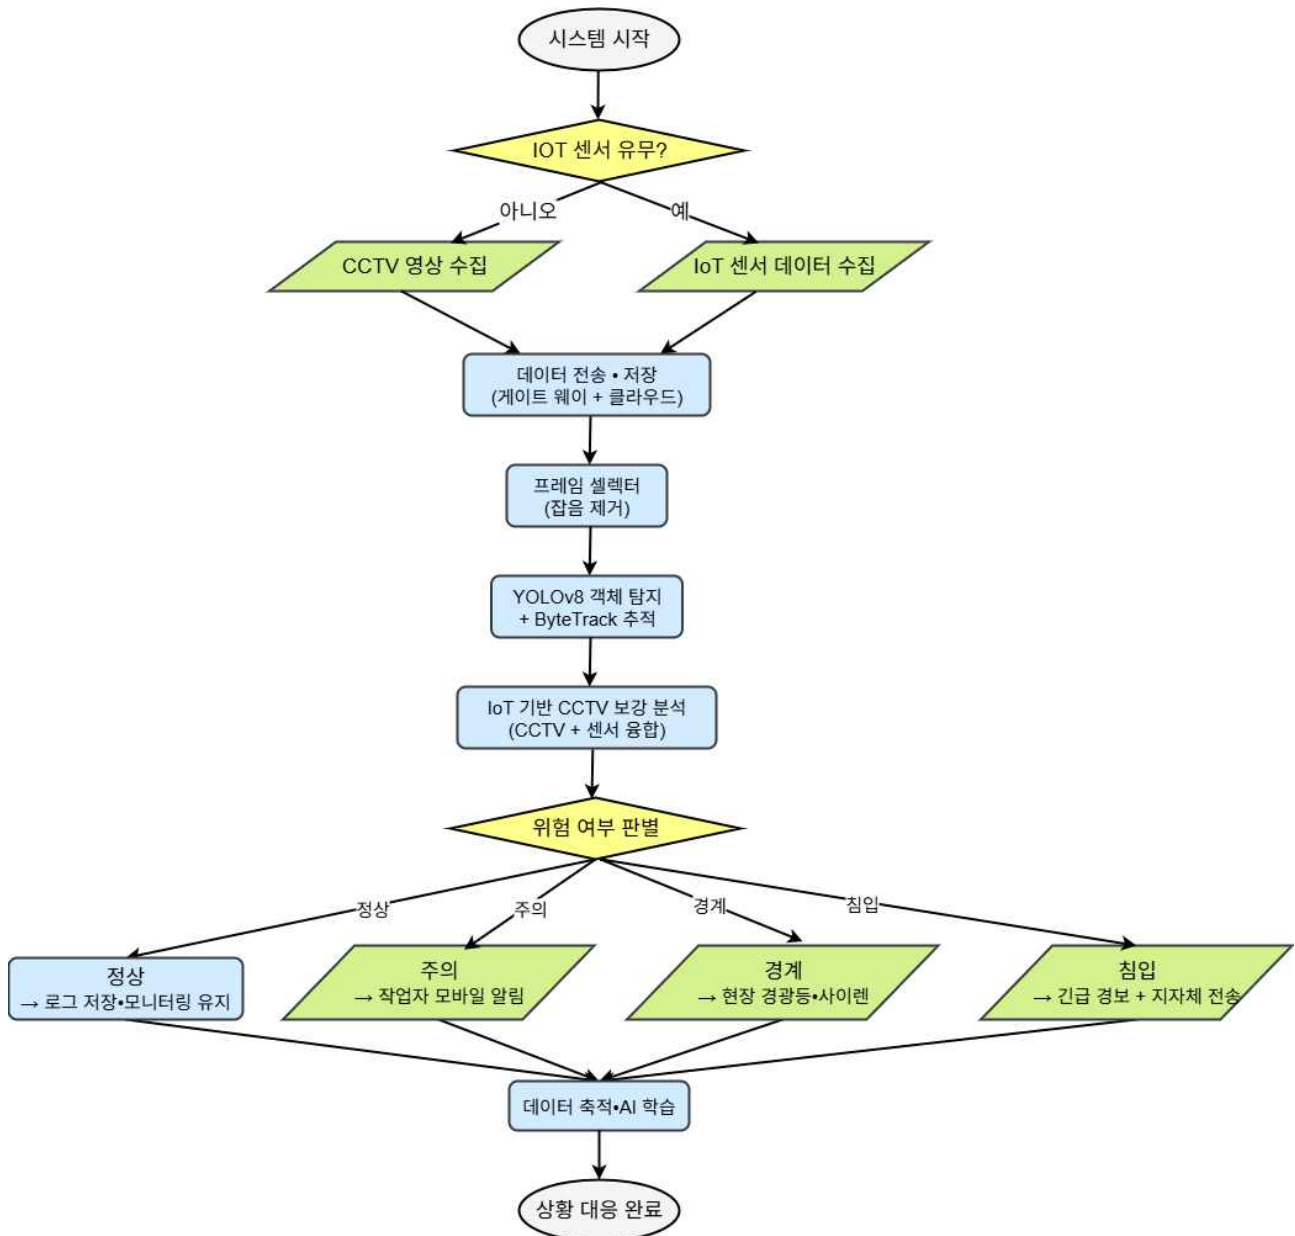 시스템 시작
IOT 센서 유무?
아니오
예
CCTV 영상 수집
IoT 센서 데이터 수집
데이터 전송 • 저장
(게이트 웨이 + 클라우드)
프레임 셀렉터
(잡음 제거)
YOLOv8 객체 탐지
+ ByteTrack 추적
IoT 기반 CCTV 보강 분석
(CCTV + 센서 융합)
위험 여부 판별
정상
주의
경계
침입
정상
→ 로그 저장•모니터링 유지
주의
→ 작업자 모바일 알림
경계
→ 현장 경광등•사이렌
침입
→ 긴급 경보 + 지자체 전송
데이터 축적•AI 학습
상황 대응 완료